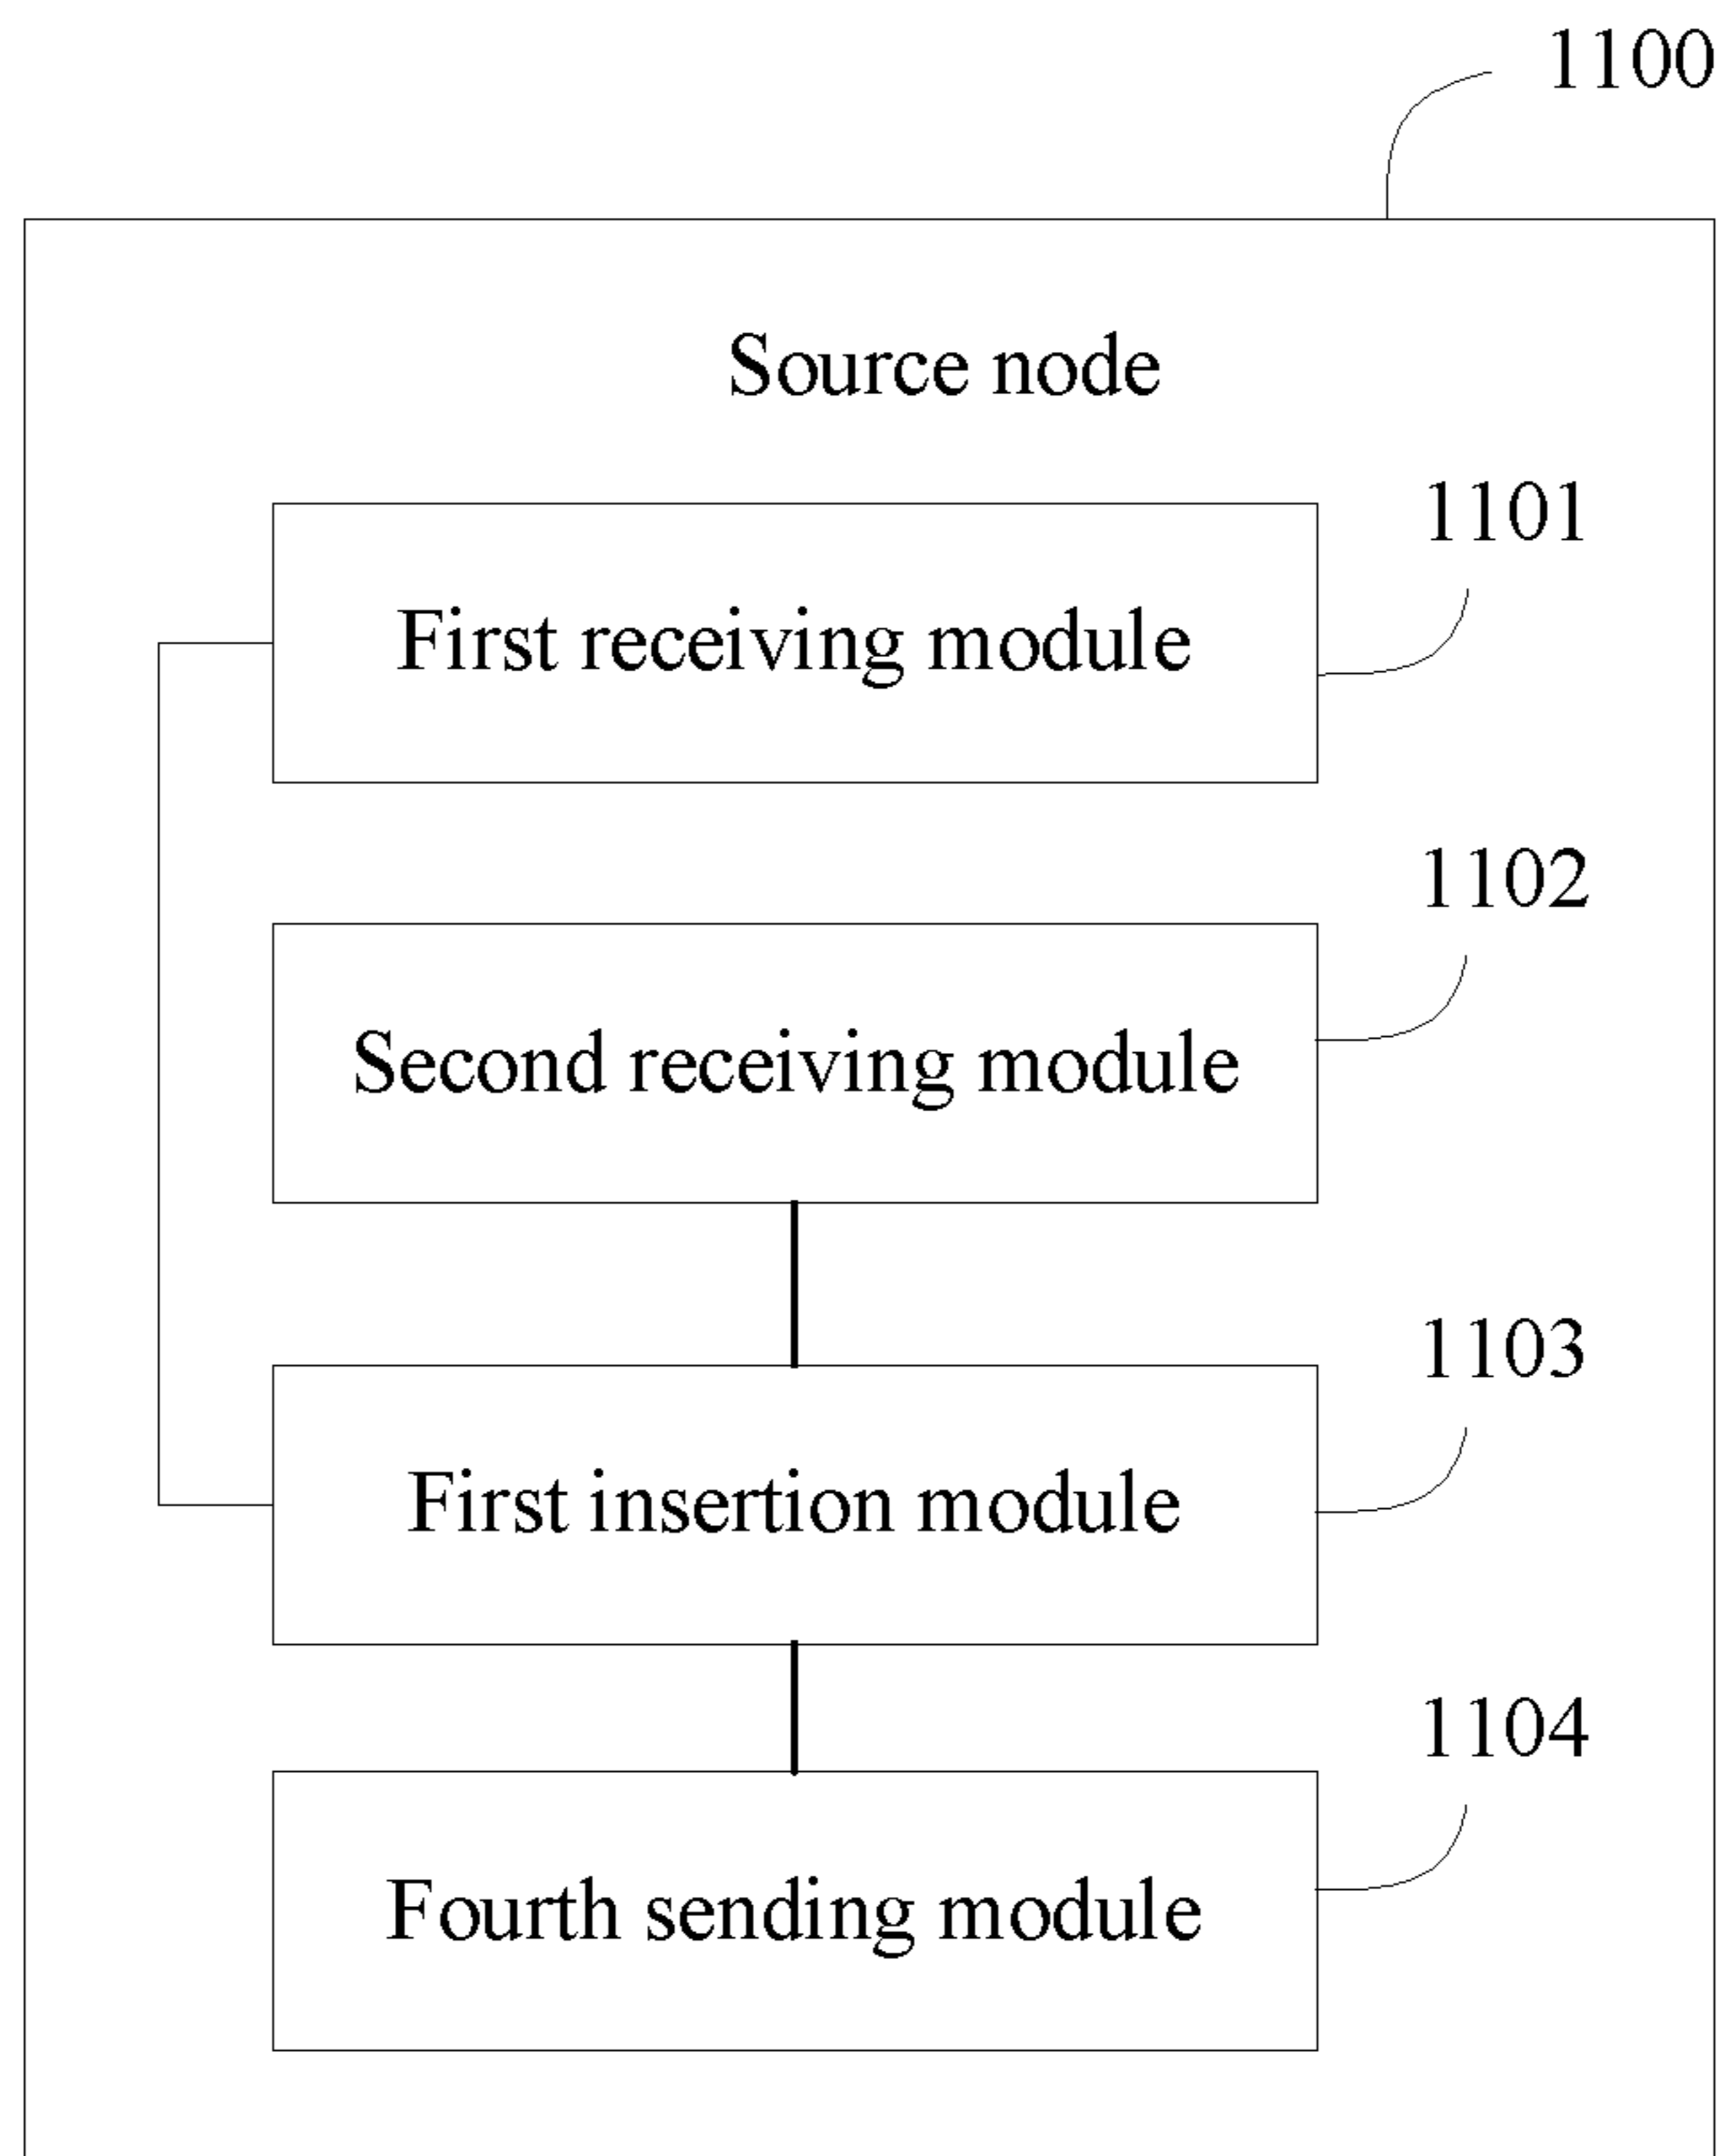 1100
Source node
1101
First receiving module
1102
Second receiving module
1103
First insertion module
1104
Fourth sending module